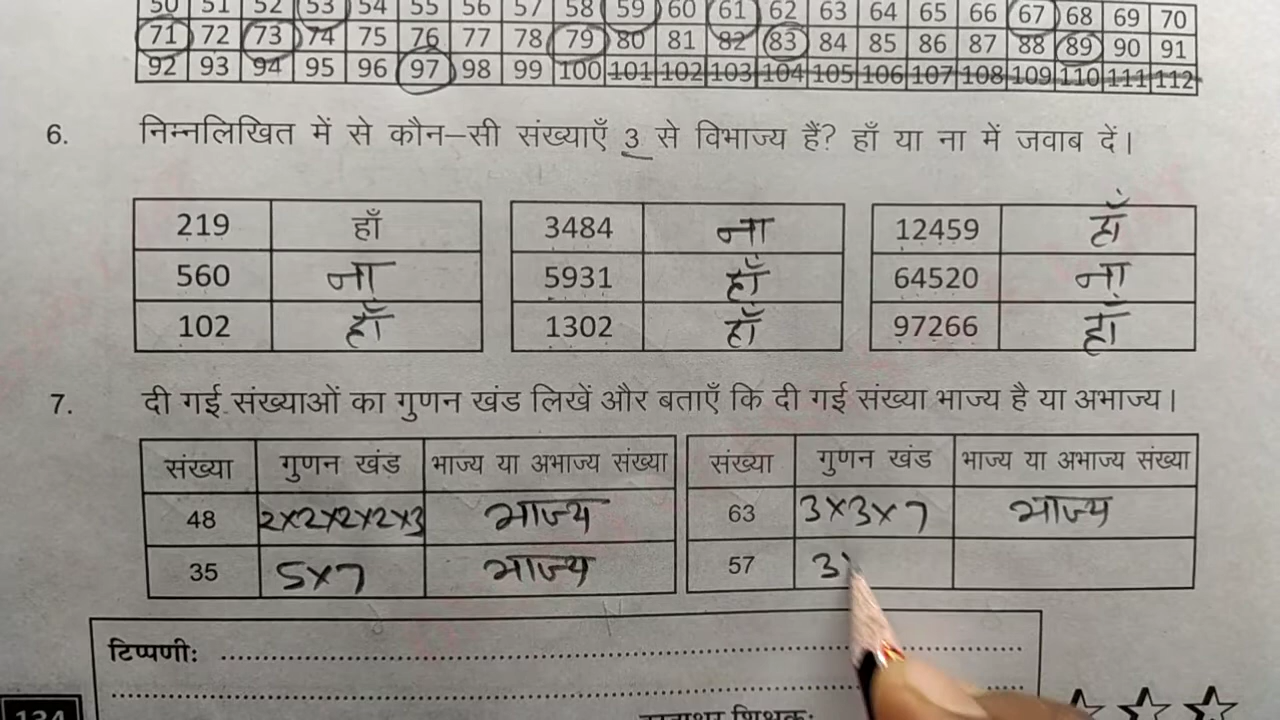 50 51 52 53 54 55 56 57 58 59 60 61 62 63 64 65 66 67 68 69 70
71 72 73 74 75 76 77 78 79 80 81 82 83 84 85 86 87 88 89 90 91
92 93 94 95 96 97 98 99 100 101 102 103 104 105 106 107 108 109 110 111 112
6. निम्नलिखित में से कौन–सी संख्याएँ 3 से विभाज्य हैं? हाँ या ना में जवाब दें।
219 हाँ 3484 ना 12459 हाँ
560 ना 5931 हाँ 64520 ना
102 हाँ 1302 हाँ 97266 हाँ
7. दी गई संख्याओं का गुणन खंड लिखें और बताएँ कि दी गई संख्या भाज्य है या अभाज्य।
संख्या गुणन खंड भाज्य या अभाज्य संख्या संख्या गुणन खंड भाज्य या अभाज्य संख्या
48 2×2×2×2×3 भाज्य 63 3×3×7 भाज्य
35 5×7 भाज्य 57 3×
टिप्पणीः
134